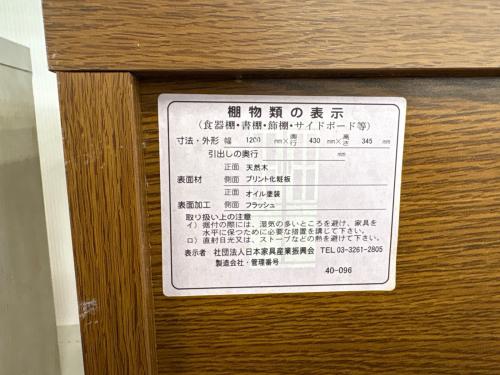 棚物類の表示
(食器棚・書棚・飾棚・サイドボード等)
寸法・外形 幅 1200 mm×奥行 430 mm×高さ 345 mm
引出しの奥行 mm
表面材 正面 天然木
側面 プリント化粧板
表面加工 正面 オイル塗装
側面 フラッシュ
取り扱い上の注意
イ) 据付の際には、湿気の多いところを避け、家具を
水平に保つために必要な措置を講じて下さい。
ロ) 直射日光又は、ストーブなどの熱を避けて下さい。
表示者 社団法人日本家具産業振興会 TEL 03-3261-2805
製造会社・管理番号
40-096